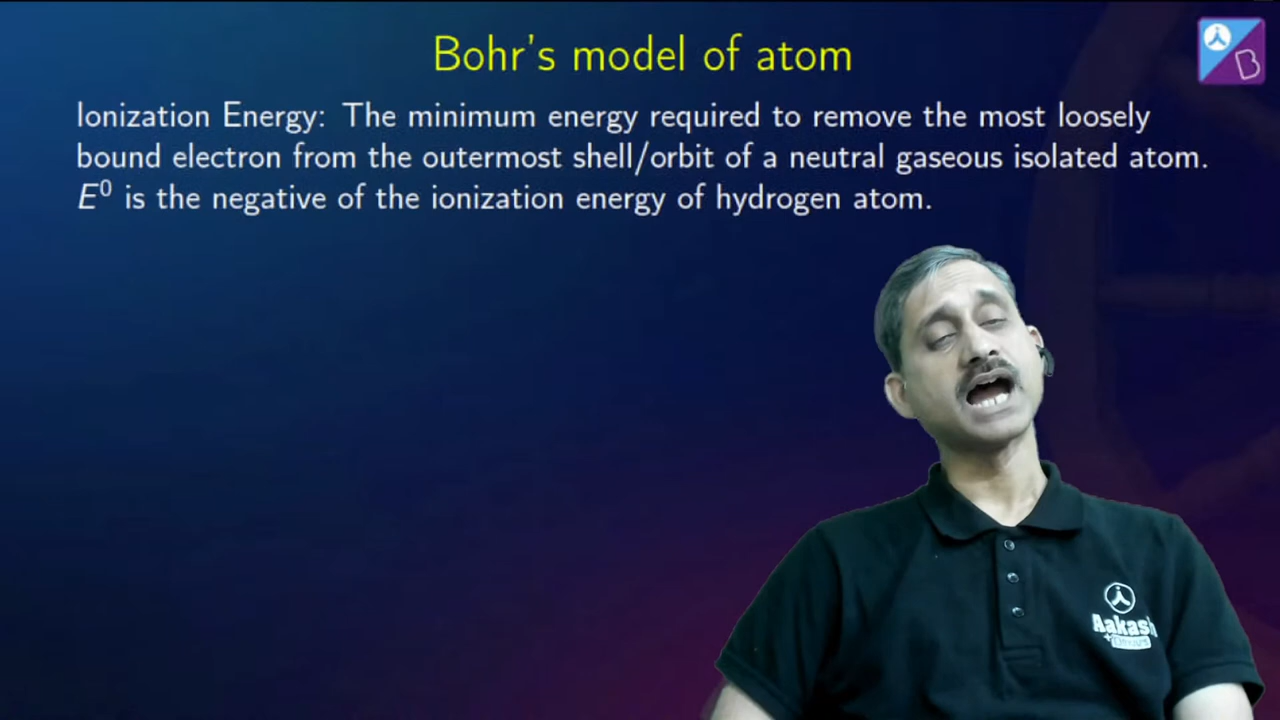 Bohr's model of atom
Ionization Energy: The minimum energy required to remove the most loosely
bound electron from the outermost shell/orbit of a neutral gaseous isolated atom.
E⁰ is the negative of the ionization energy of hydrogen atom.
B
Aakash